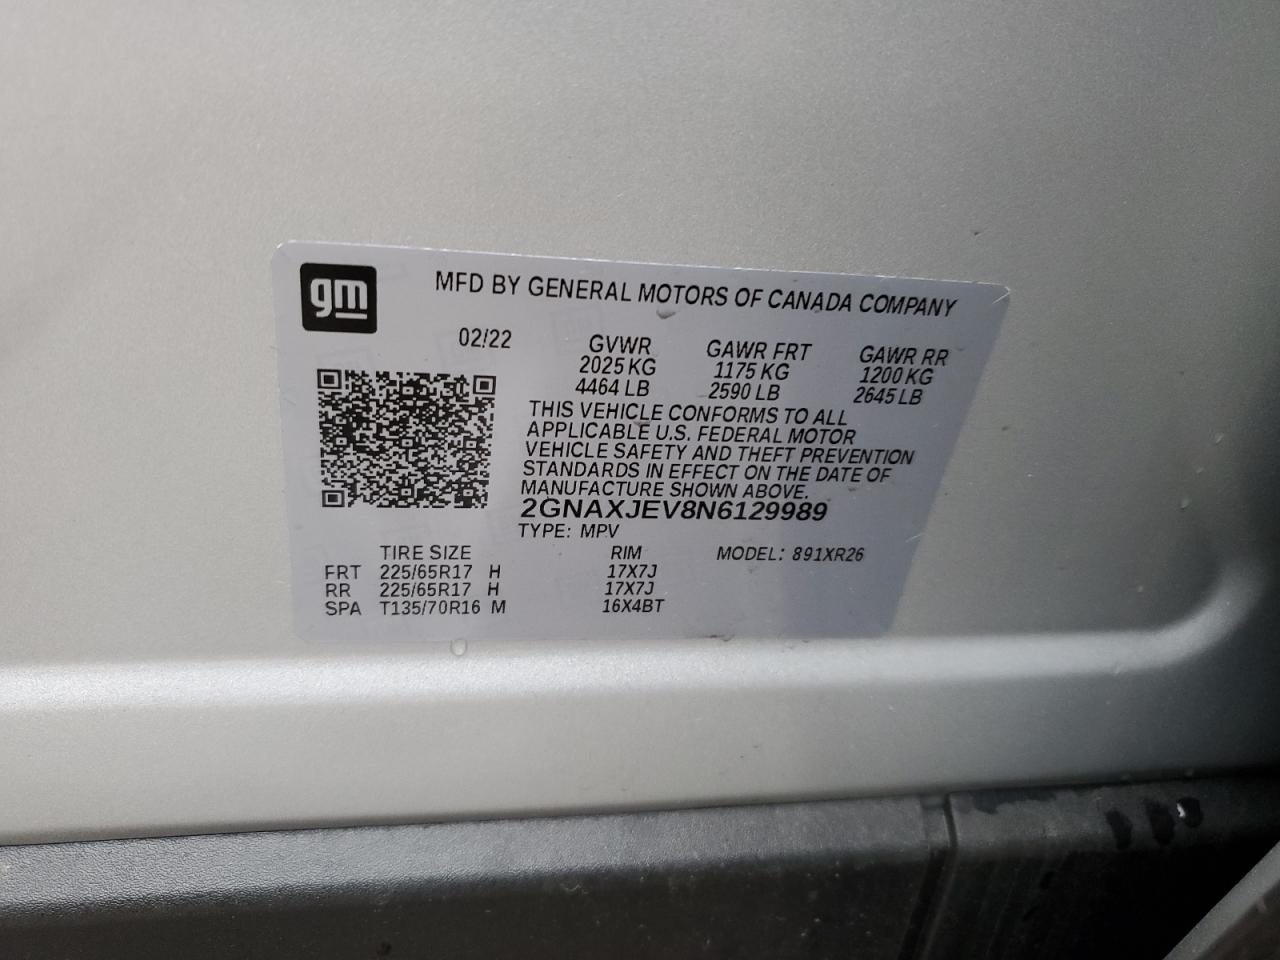 gm
MFD BY GENERAL MOTORS OF CANADA COMPANY
02/22 GVWR GAWR FRT GAWR RR
2025 KG 1175 KG 1200 KG
4464 LB 2590 LB 2645 LB
THIS VEHICLE CONFORMS TO ALL
APPLICABLE U.S. FEDERAL MOTOR
VEHICLE SAFETY AND THEFT PREVENTION
STANDARDS IN EFFECT ON THE DATE OF
MANUFACTURE SHOWN ABOVE.
2GNAXJEV8N6129989
TYPE: MPV
TIRE SIZE RIM MODEL: 891XR26
FRT 225/65R17 H 17X7J
RR 225/65R17 H 17X7J
SPA T135/70R16 M 16X4BT